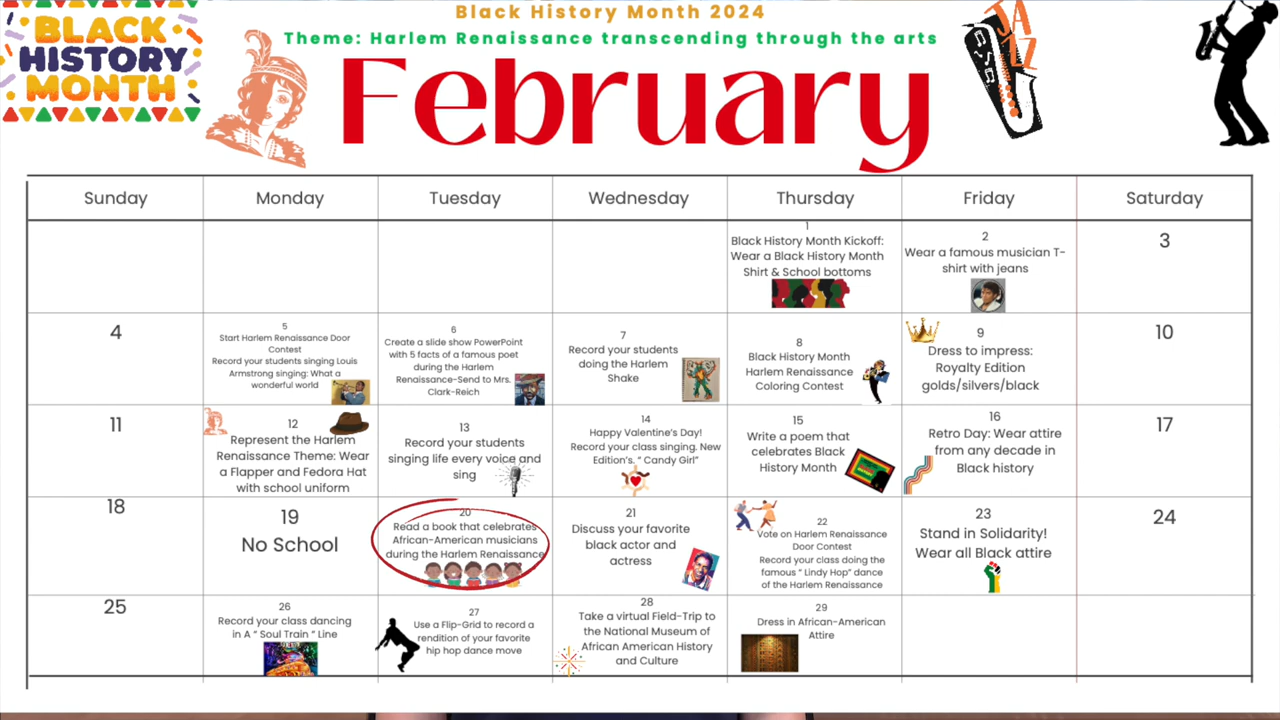 Black History Month 2024
Theme: Harlem Renaissance transcending through the arts
BLACK
HISTORY
MONTH
JAZZ
February
Sunday
Monday
Tuesday
Wednesday
Thursday
Friday
Saturday
1
Black History Month Kickoff:
Wear a Black History Month
Shirt & School bottoms
2
Wear a famous musician T-
shirt with jeans
3
4
5
Start Harlem Renaissance Door
Contest
Record your students singing Louis
Armstrong singing: What a
wonderful world
6
Create a slide show PowerPoint
with 5 facts of a famous poet
during the Harlem
Renaissance-Send to Mrs.
Clark-Reich
7
Record your students
doing the Harlem
Shake
8
Black History Month
Harlem Renaissance
Coloring Contest
9
Dress to impress:
Royalty Edition
golds/silvers/black
10
11
12
Represent the Harlem
Renaissance Theme: Wear
a Flapper and Fedora Hat
with school uniform
13
Record your students
singing life every voice and
sing
14
Happy Valentine's Day!
Record your class singing. New
Edition's. " Candy Girl"
15
Write a poem that
celebrates Black
History Month
16
Retro Day: Wear attire
from any decade in
Black history
17
18
19
No School
20
Read a book that celebrates
African-American musicians
during the Harlem Renaissance
21
Discuss your favorite
black actor and
actress
22
Vote on Harlem Renaissance
Door Contest
Record your class doing the
famous " Lindy Hop" dance
of the Harlem Renaissance
23
Stand in Solidarity!
Wear all Black attire
24
25
26
Record your class dancing
in A " Soul Train " Line
27
Use a Flip-Grid to record a
rendition of your favorite
hip hop dance move
28
Take a virtual Field-Trip to
the National Museum of
African American History
and Culture
29
Dress in African-American
Attire